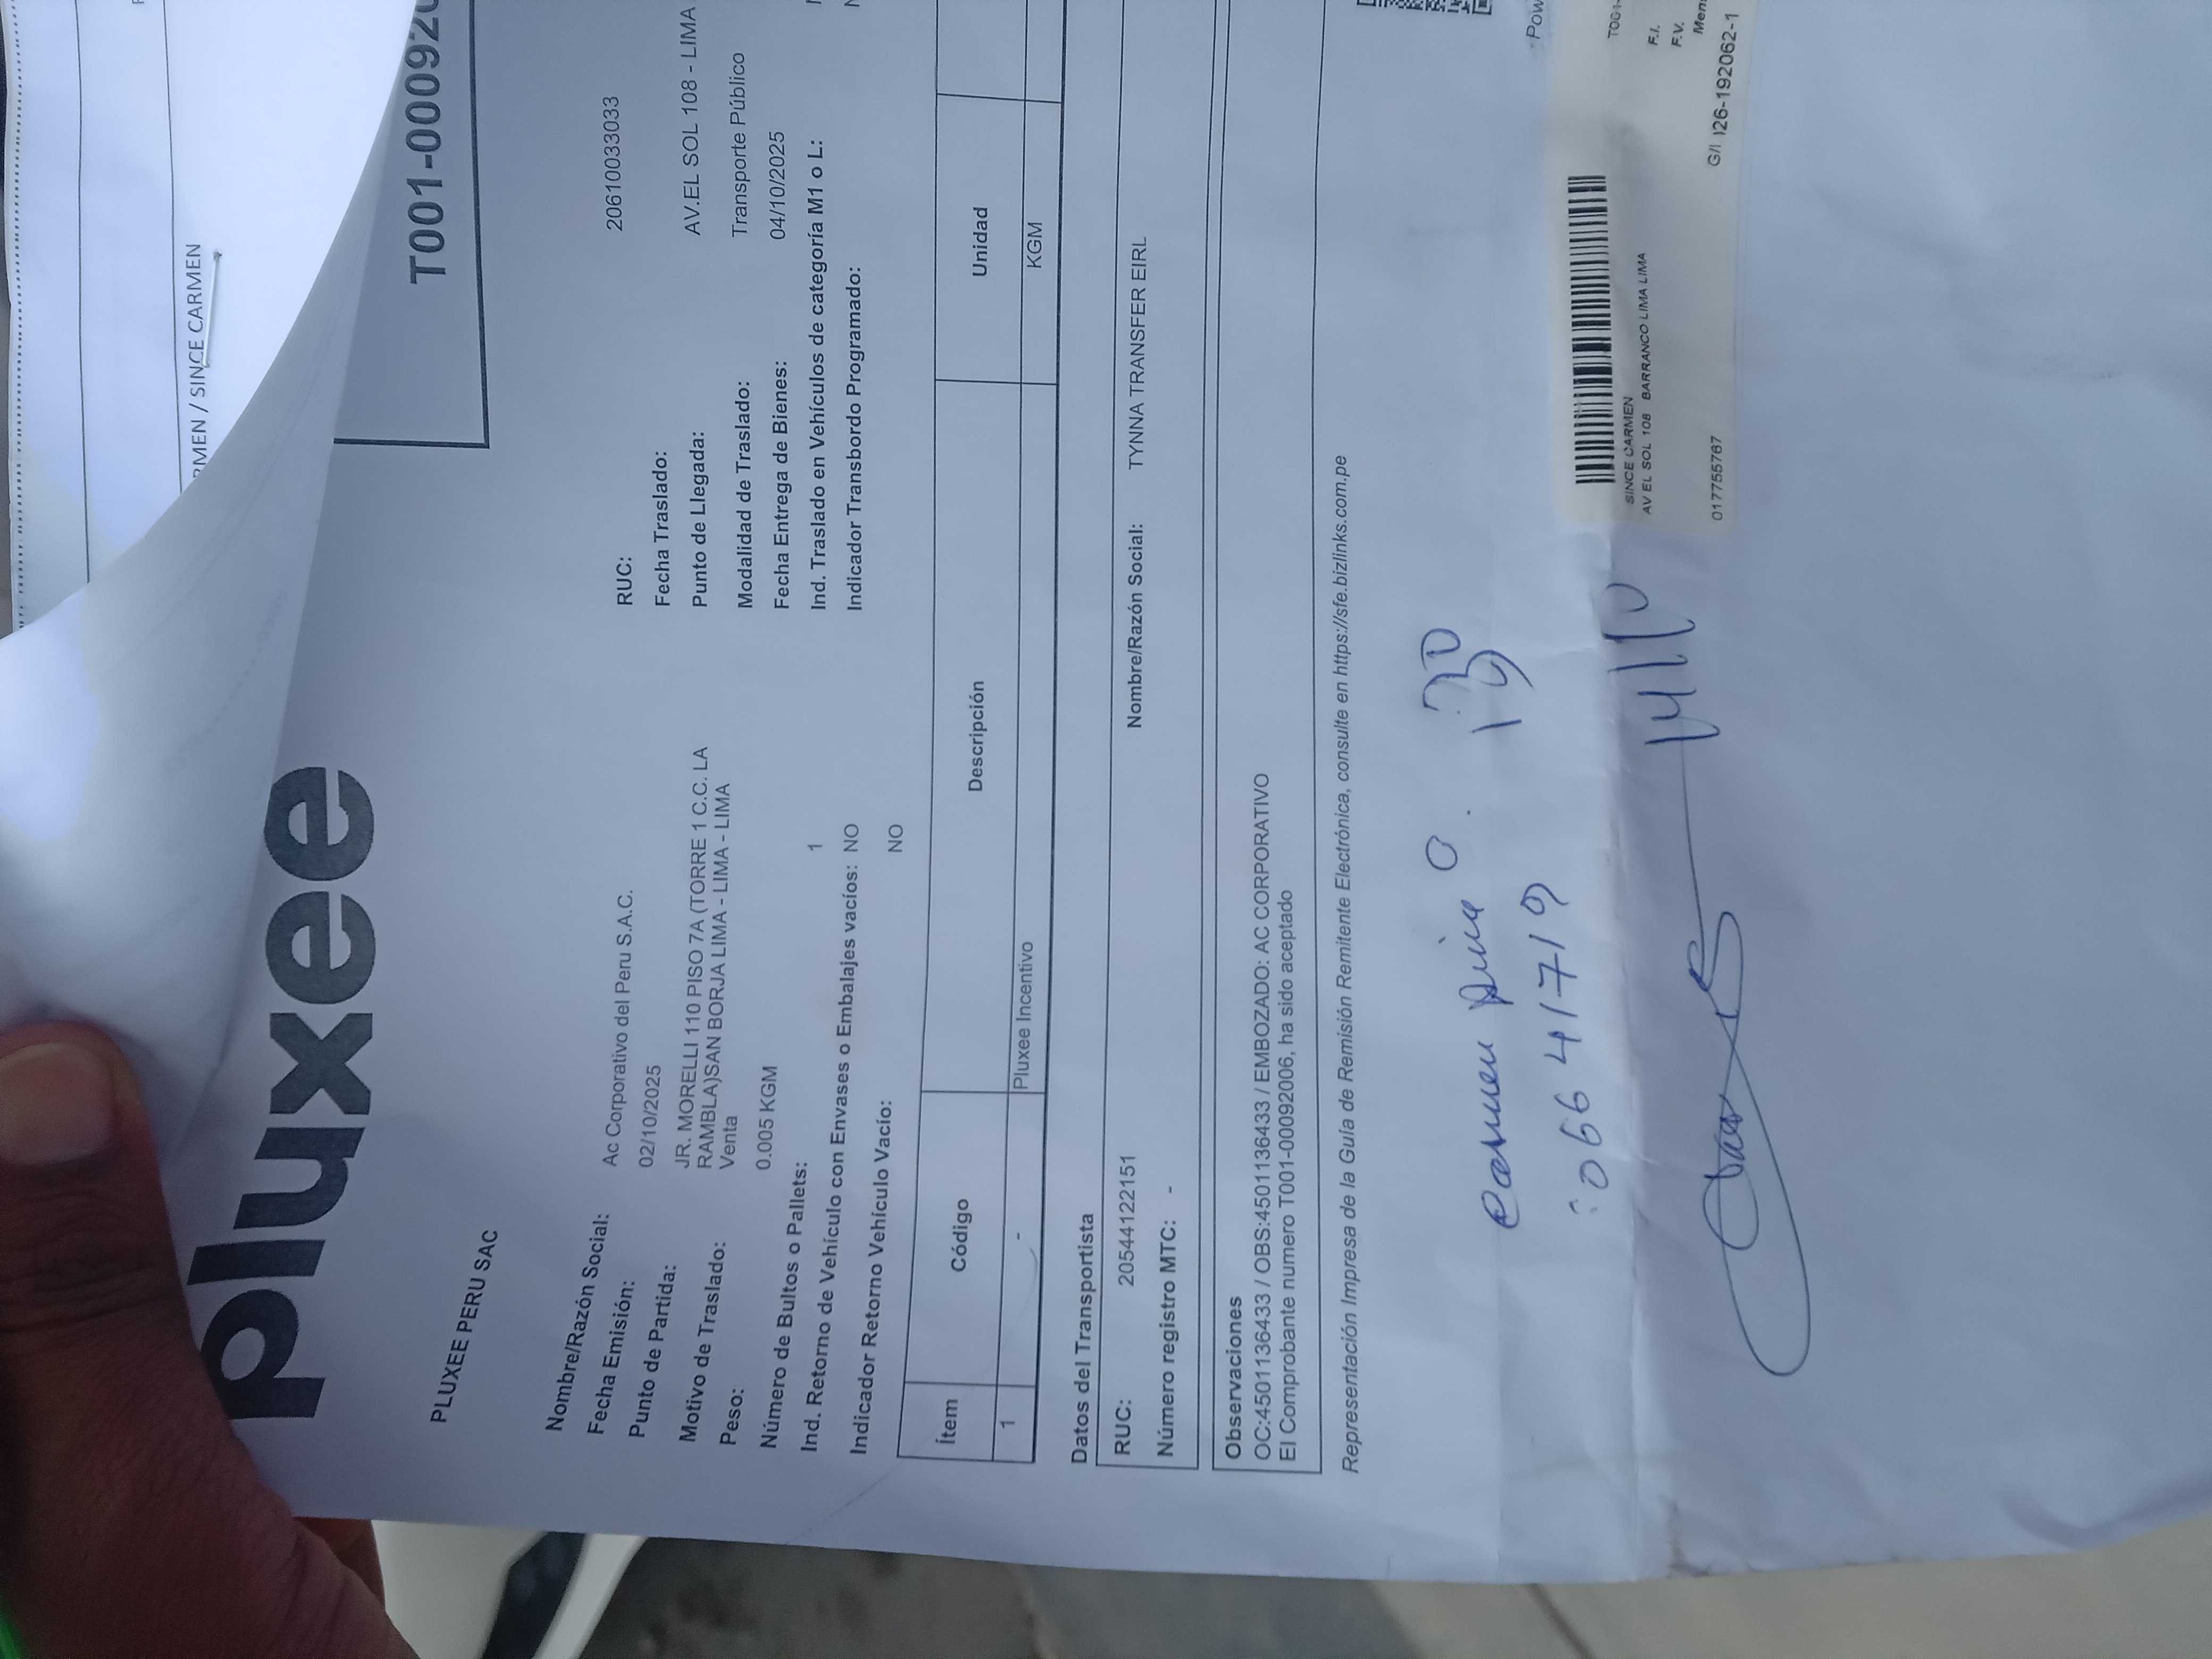 RMEN / SINCE CARMEN
pluxee
T001-00092
PLUXEE PERU SAC
Nombre/Razón Social: Ac Corporativo del Peru S.A.C.
RUC: 20610033033
Fecha Emisión: 02/10/2025
Fecha Traslado:
Punto de Partida: JR. MORELLI 110 PISO 7A (TORRE 1 C.C. LA
RAMBLA)SAN BORJA LIMA - LIMA - LIMA
Punto de Llegada: AV.EL SOL 108 - LIMA
Motivo de Traslado: Venta
Modalidad de Traslado: Transporte Público
Peso: 0.005 KGM
Fecha Entrega de Bienes: 04/10/2025
Número de Bultos o Pallets: 1
Ind. Traslado en Vehículos de categoría M1 o L:
Ind. Retorno de Vehículo con Envases o Embalajes vacíos: NO
Indicador Transbordo Programado:
Indicador Retorno Vehículo Vacío: NO
Ítem Código Descripción Unidad
1 - Pluxee Incentivo KGM
Datos del Transportista
RUC: 20544122151 Nombre/Razón Social: TYNNA TRANSFER EIRL
Número registro MTC: -
Observaciones
OC:4501136433 / OBS:4501136433 / EMBOZADO: AC CORPORATIVO
El Comprobante numero T001-00092006, ha sido aceptado
Representación Impresa de la Guía de Remisión Remitente Electrónica, consulte en https://sfe.bizlinks.com.pe
Pow
Carmen
06641719
14/10
T001-
SINCE CARMEN
AV EL SOL 108 BARRANCO LIMA LIMA
F.I.
F.V.
Men
017755767
G/I 126-192062-1